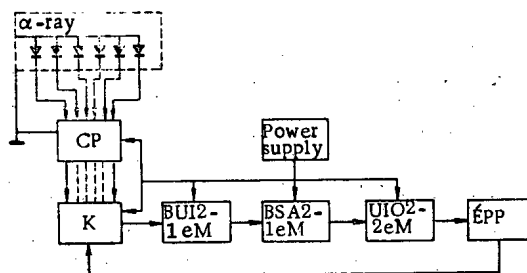 α-ray
CP
Power
supply
K
BUI2-
1eM
BSA2-
1eM
UIO2-
2eM
ÉPP